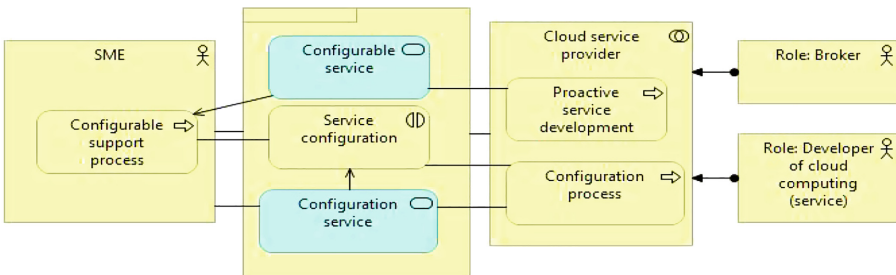 SME
Configurable
support
process
Configurable
service
Service
configuration
Configuration
service
Cloud service
provider
Proactive
service
development
Configuration
process
Role: Broker
Role: Developer
of cloud
computing
(service)